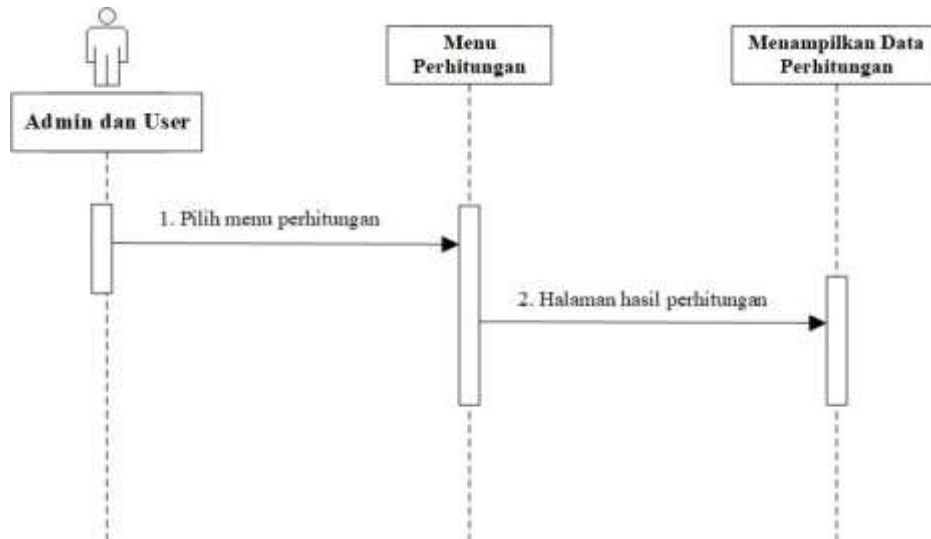 Menu
Perhitungan
Menampilkan Data
Perhitungan
Admin dan User
1. Pilih menu perhitungan
2. Halaman hasil perhitungan